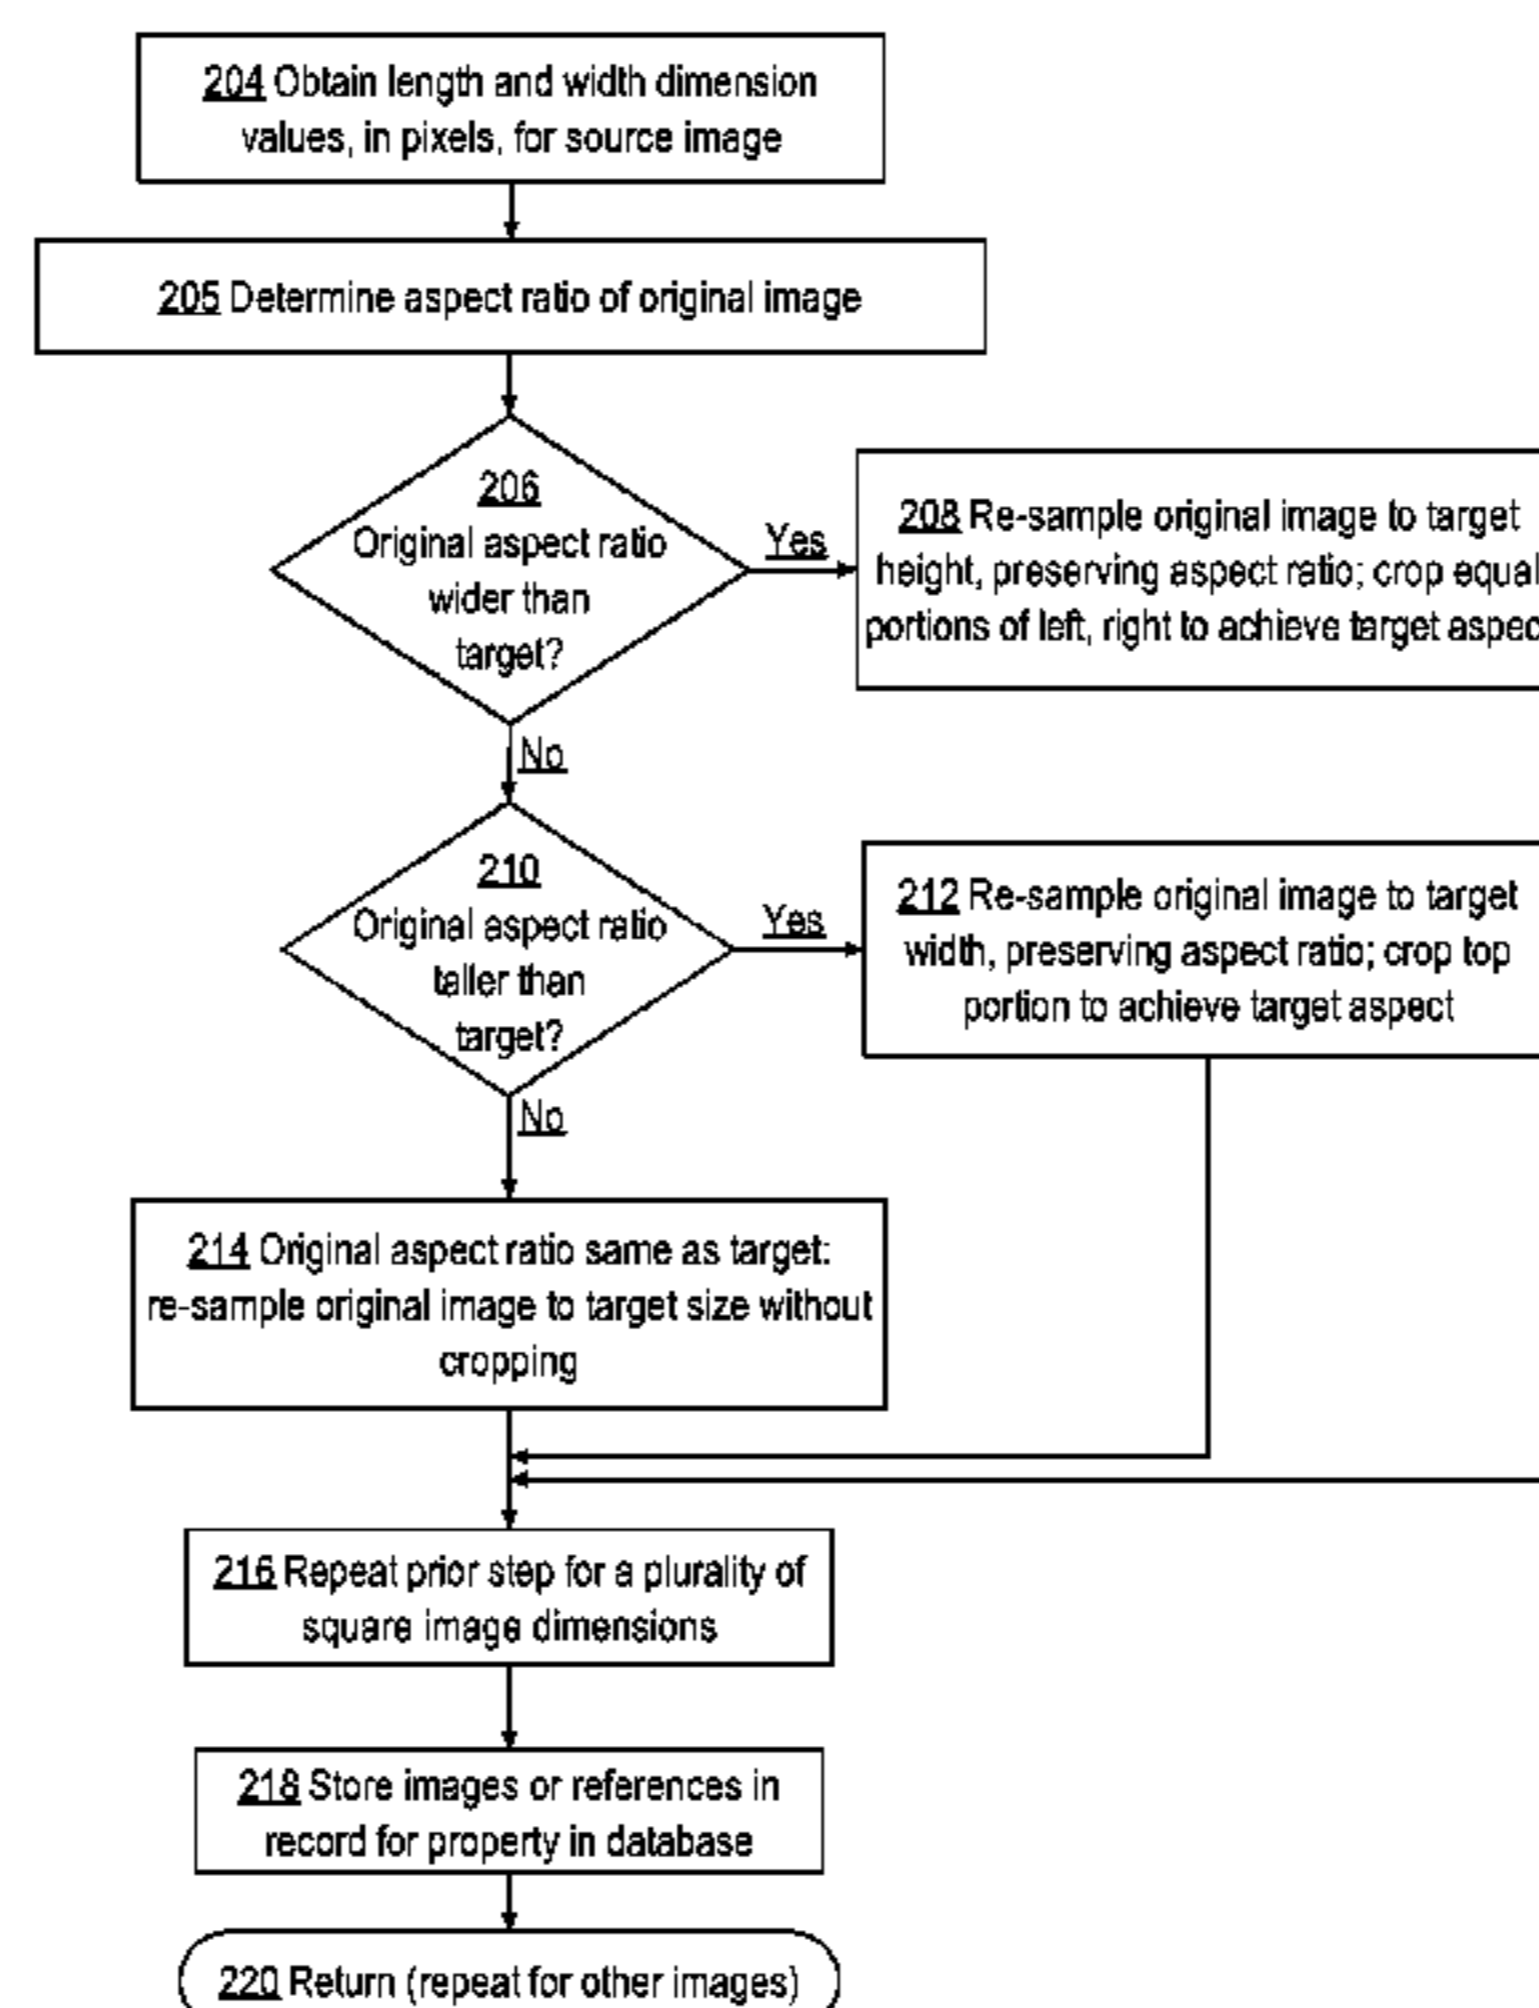 204 Obtain length and width dimension
values, in pixels, for source image
205 Determine aspect ratio of original image
206
Original aspect ratio
wider than
target?
Yes
208 Re-sample original image to target
height, preserving aspect ratio; crop equal
portions of left, right to achieve target aspec
No
210
Original aspect ratio
taller than
target?
Yes
212 Re-sample original image to target
width, preserving aspect ratio; crop top
portion to achieve target aspect
No
214 Original aspect ratio same as target:
re-sample original image to target size without
cropping
216 Repeat prior step for a plurality of
square image dimensions
218 Store images or references in
record for property in database
220 Return (repeat for other images)